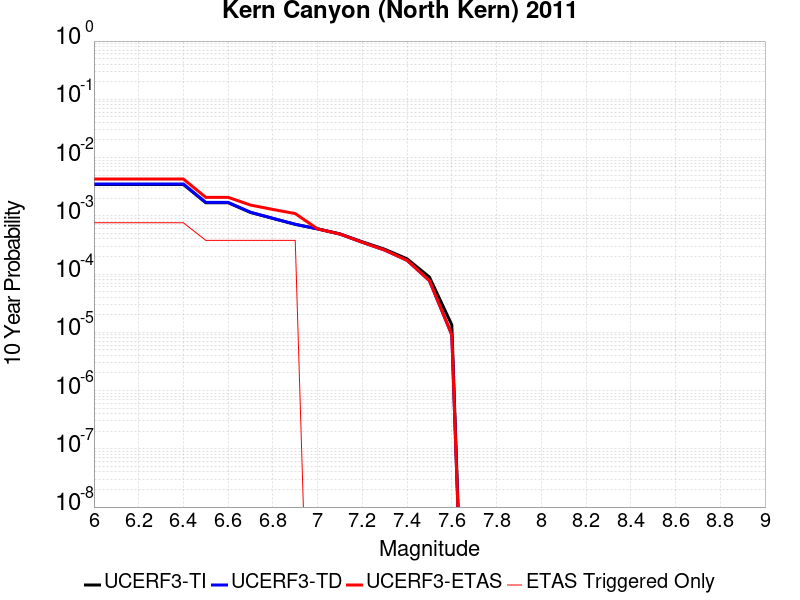 Kern Canyon (North Kern) 2011
10 Year Probability
10^0
10^-1
10^-2
10^-3
10^-4
10^-5
10^-6
10^-7
10^-8
6 6.2 6.4 6.6 6.8 7 7.2 7.4 7.6 7.8 8 8.2 8.4 8.6 8.8 9
Magnitude
UCERF3-TI UCERF3-TD UCERF3-ETAS ETAS Triggered Only